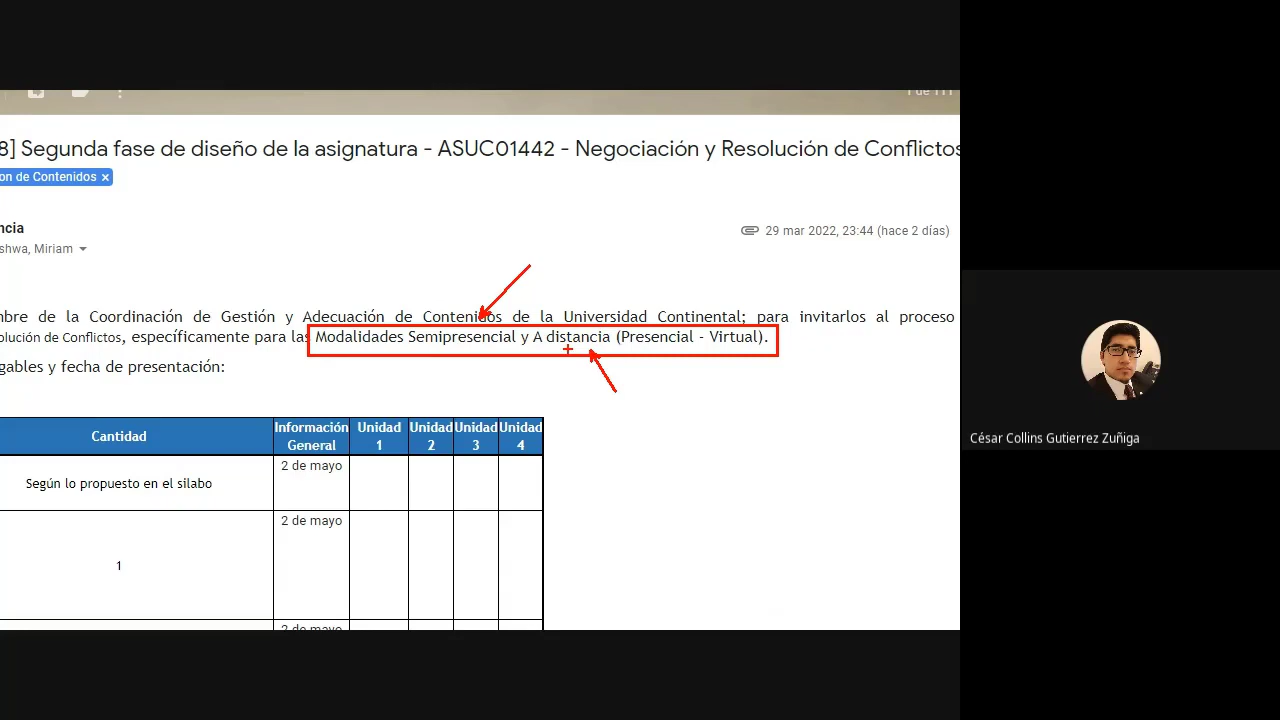 1 de 111
8] Segunda fase de diseño de la asignatura - ASUC01442 - Negociación y Resolución de Conflictos
on de Contenidos ×
ncia
shwa, Miriam
29 mar 2022, 23:44 (hace 2 días)
mbre de la Coordinación de Gestión y Adecuación de Contenidos de la Universidad Continental; para invitarlos al proceso
olución de Conflictos, específicamente para las Modalidades Semipresencial y A distancia (Presencial - Virtual).
gables y fecha de presentación:
Cantidad Información General Unidad 1 Unidad 2 Unidad 3 Unidad 4
Según lo propuesto en el silabo 2 de mayo
1 2 de mayo
2 de mayo
César Collins Gutierrez Zuñiga